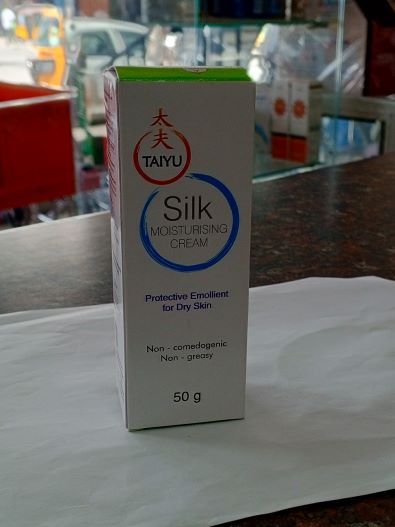 太
夫
TAIYU
Silk
MOISTURISING
CREAM
Protective Emollient
for Dry Skin
Non - comedogenic
Non - greasy
50 g